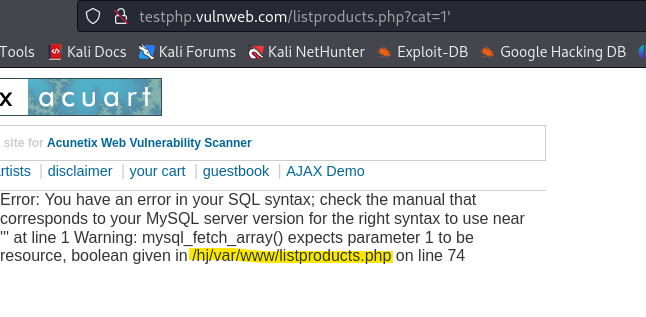 testphp.vulnweb.com/listproducts.php?cat=1'
Tools Kali Docs Kali Forums Kali NetHunter Exploit-DB Google Hacking DB
x acuart
site for Acunetix Web Vulnerability Scanner
rtists | disclaimer | your cart | guestbook | AJAX Demo
Error: You have an error in your SQL syntax; check the manual that
corresponds to your MySQL server version for the right syntax to use near
''' at line 1 Warning: mysql_fetch_array() expects parameter 1 to be
resource, boolean given in /hj/var/www/listproducts.php on line 74